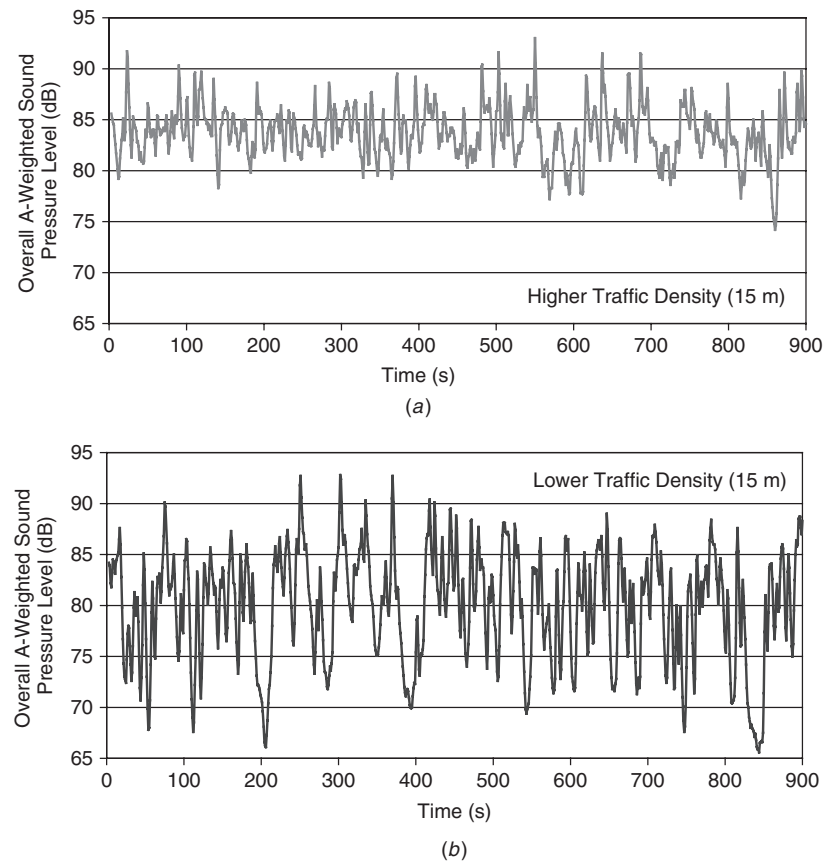 Overall A-Weighted Sound
Pressure Level (dB)
95
90
85
80
75
70
65
Higher Traffic Density (15 m)
0 100 200 300 400 500 600 700 800 900
Time (s)
(a)
Overall A-Weighted Sound
Pressure Level (dB)
95
90
85
80
75
70
65
Lower Traffic Density (15 m)
0 100 200 300 400 500 600 700 800 900
Time (s)
(b)